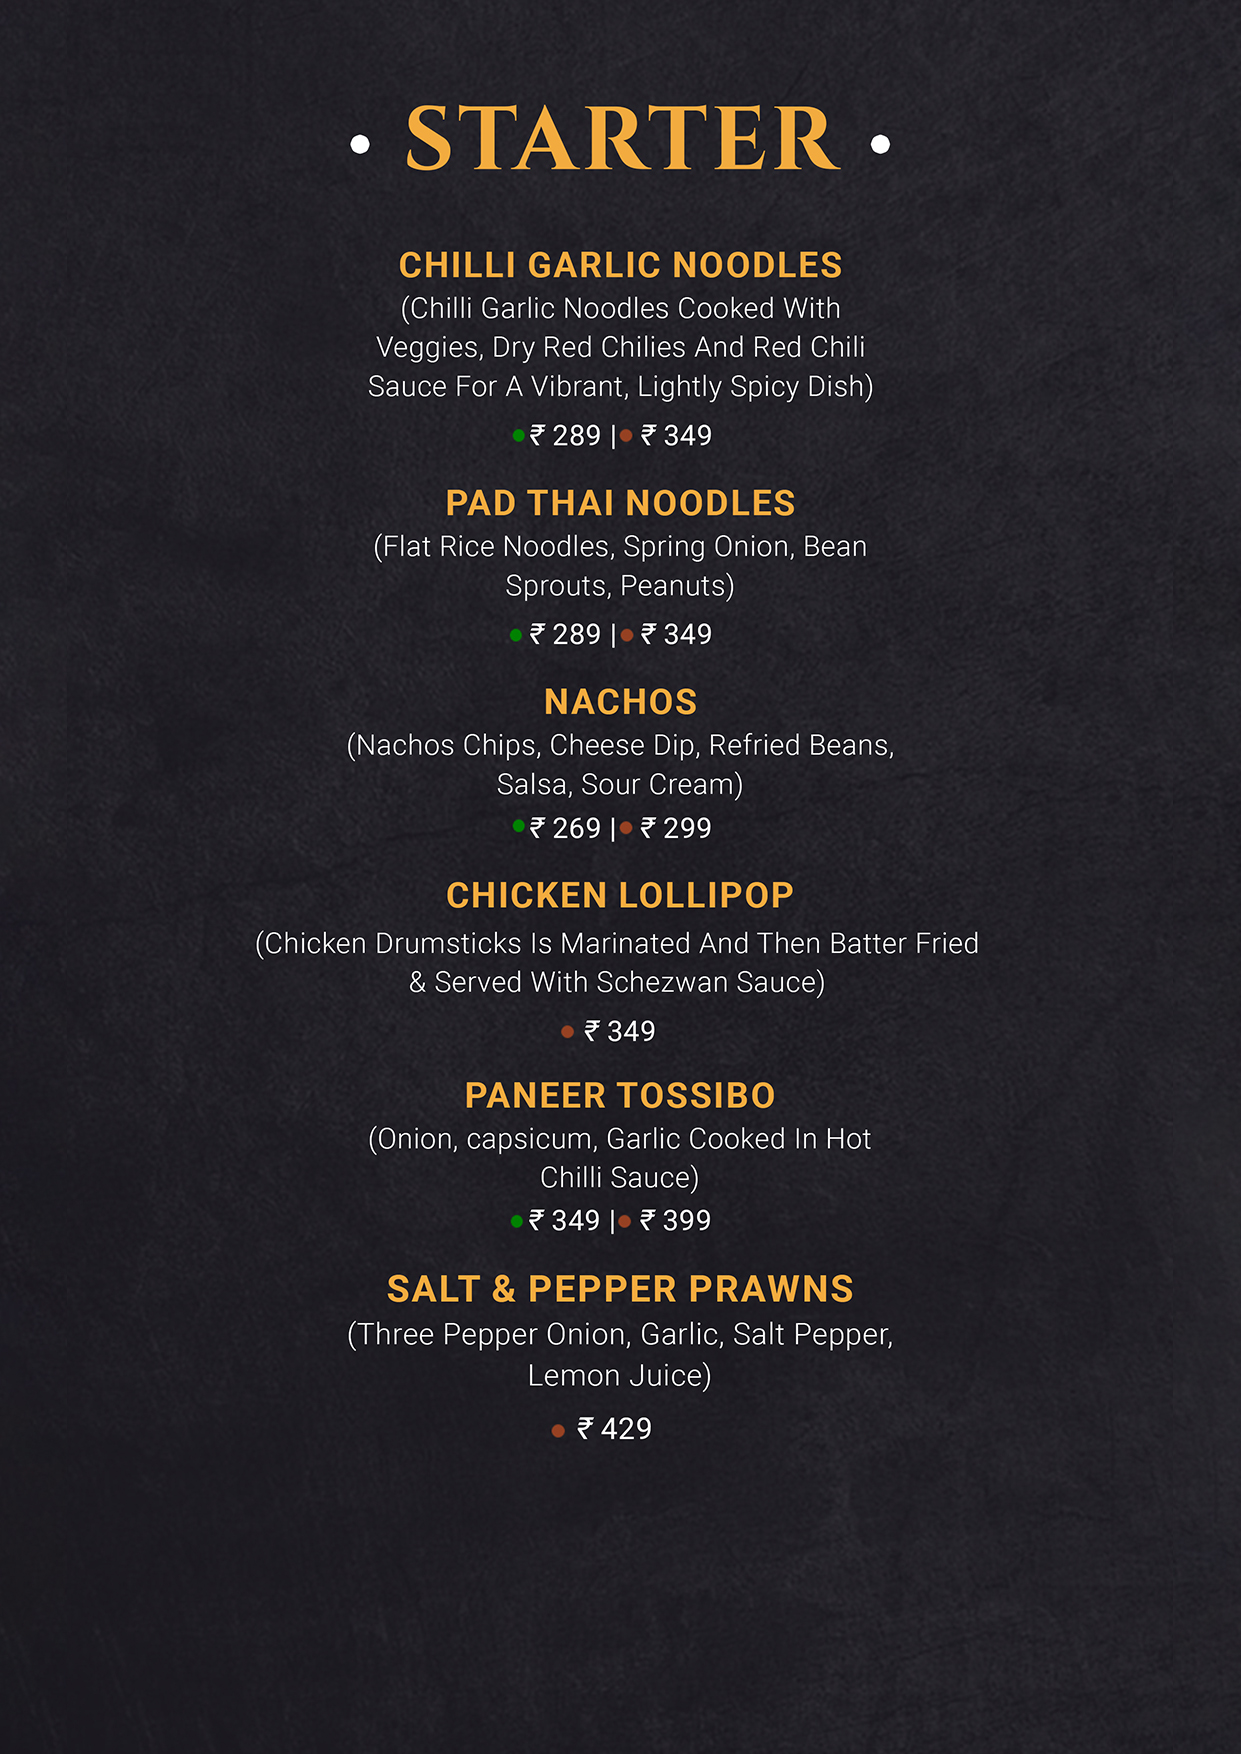 • STARTER •
CHILLI GARLIC NOODLES
(Chilli Garlic Noodles Cooked With
Veggies, Dry Red Chilies And Red Chili
Sauce For A Vibrant, Lightly Spicy Dish)
₹ 289 | ₹ 349
PAD THAI NOODLES
(Flat Rice Noodles, Spring Onion, Bean
Sprouts, Peanuts)
₹ 289 | ₹ 349
NACHOS
(Nachos Chips, Cheese Dip, Refried Beans,
Salsa, Sour Cream)
₹ 269 | ₹ 299
CHICKEN LOLLIPOP
(Chicken Drumsticks Is Marinated And Then Batter Fried
& Served With Schezwan Sauce)
₹ 349
PANEER TOSSIBO
(Onion, capsicum, Garlic Cooked In Hot
Chilli Sauce)
₹ 349 | ₹ 399
SALT & PEPPER PRAWNS
(Three Pepper Onion, Garlic, Salt Pepper,
Lemon Juice)
₹ 429